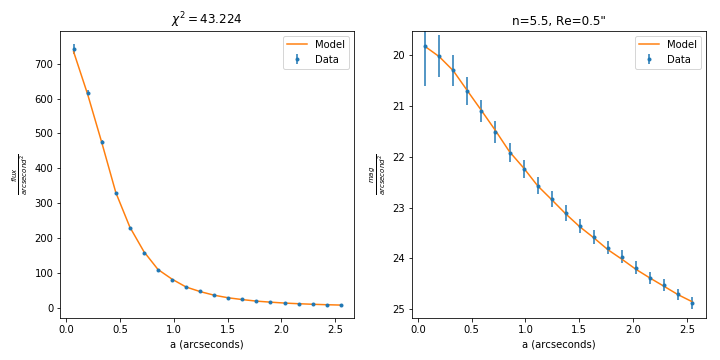 χ² = 43.224
Model
Data
700
600
500
400
300
200
100
0
flux
arcsecond²
0.0 0.5 1.0 1.5 2.0 2.5
a (arcseconds)
n=5.5, Re=0.5"
Model
Data
20
21
22
23
24
25
mag
arcsecond²
0.0 0.5 1.0 1.5 2.0 2.5
a (arcseconds)